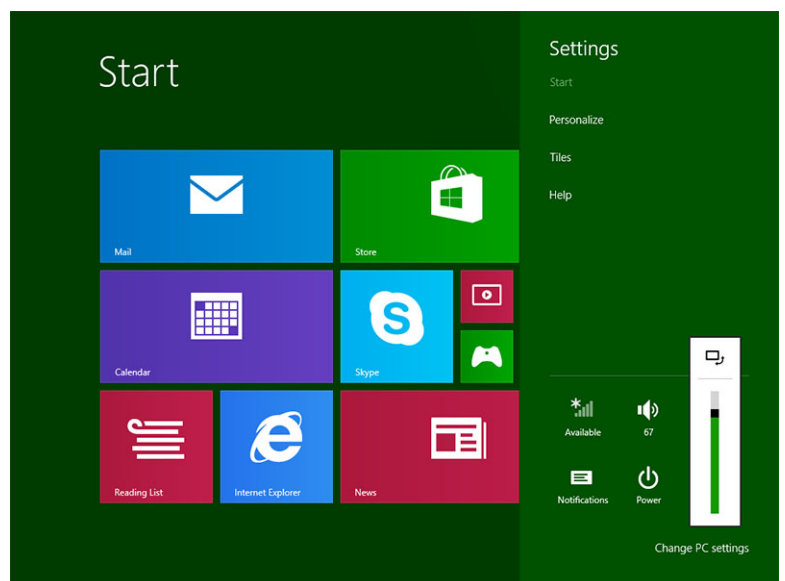 Start
Settings
Start
Personalize
Tiles
Help
Mail
Store
Calendar
Skype
Reading List
Internet Explorer
News
Available
67
Notifications
Power
Change PC settings